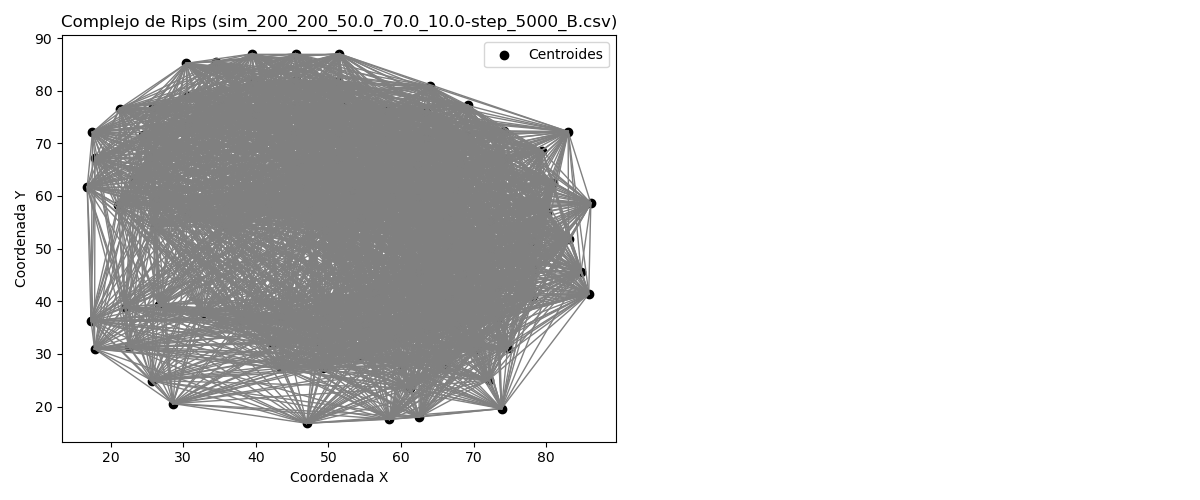 Complejo de Rips (sim_200_200_50.0_70.0_10.0-step_5000_B.csv)
Centroides
90
80
70
60
50
40
30
20
Coordenada Y
20 30 40 50 60 70 80
Coordenada X